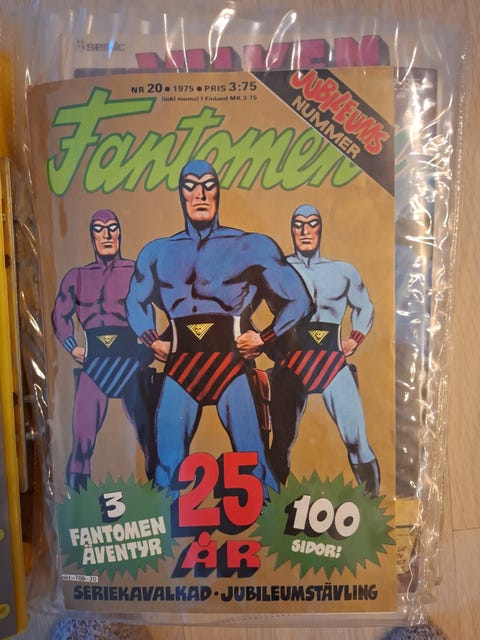 semic
NR 20 • 1975 • PRIS 3:75
(inkl moms) I Finland MK 3:75
JUBILEUMS
NUMMER
Fantomen
3
FANTOMEN
ÄVENTYR
25
ÅR
100
SIDOR!
SERIEKAVALKAD • JUBILEUMSTÄVLING